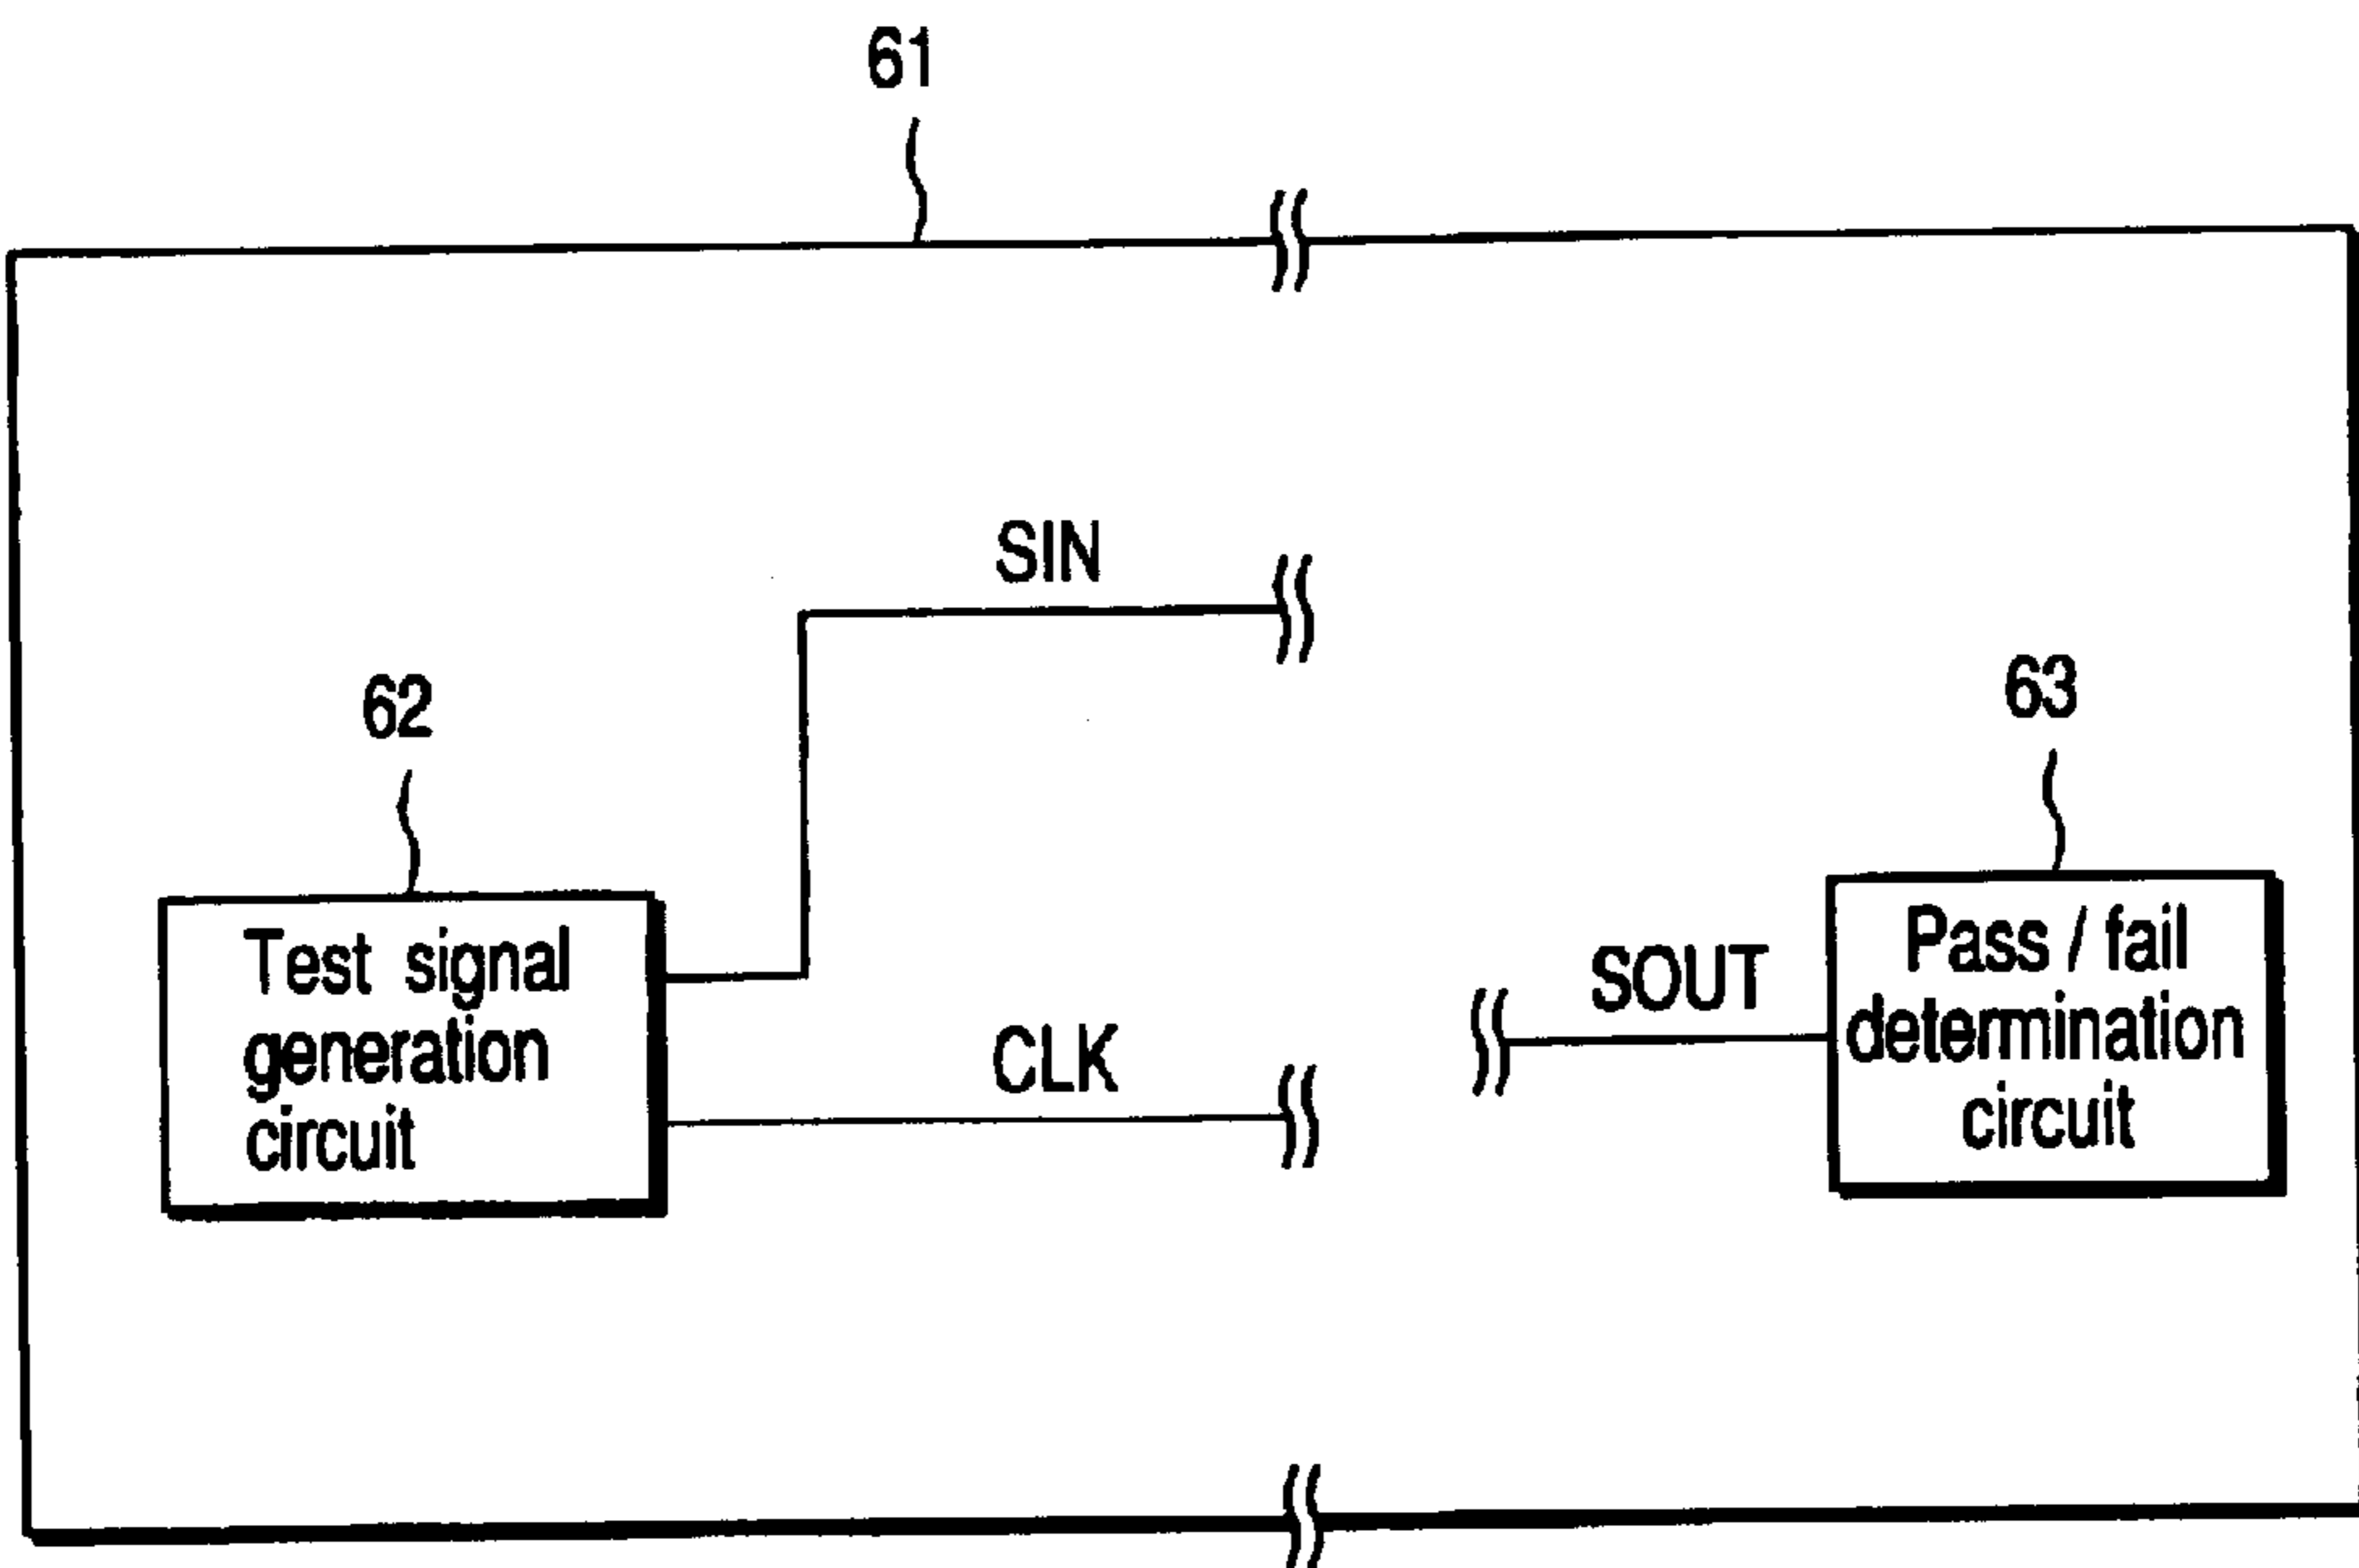 61
SIN
62
63
Test signal
generation
circuit
CLK
SOUT
Pass / fail
determination
circuit